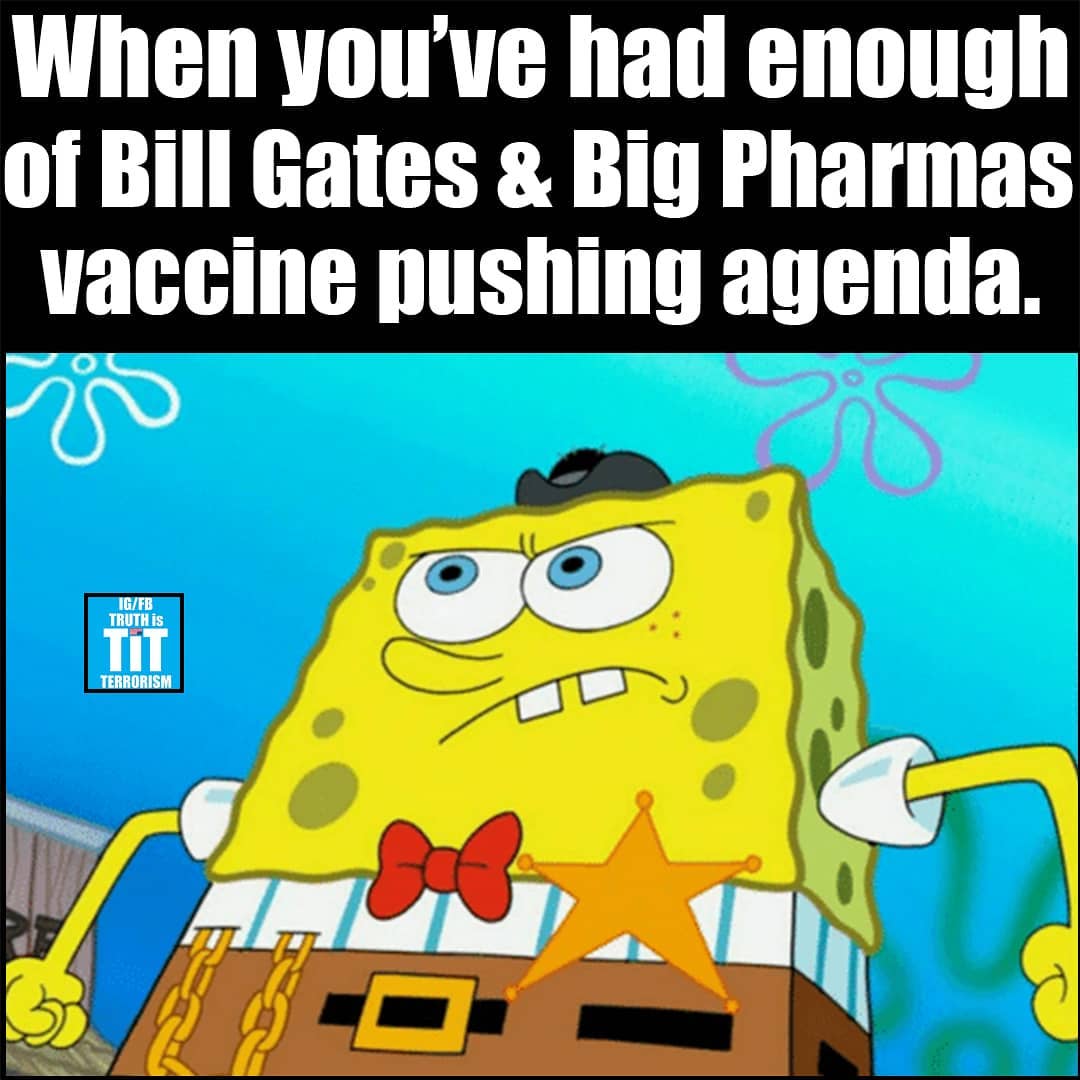 When you've had enough
of Bill Gates & Big Pharmas
vaccine pushing agenda.
IG/FB
TRUTH is
TiT
TERRORISM